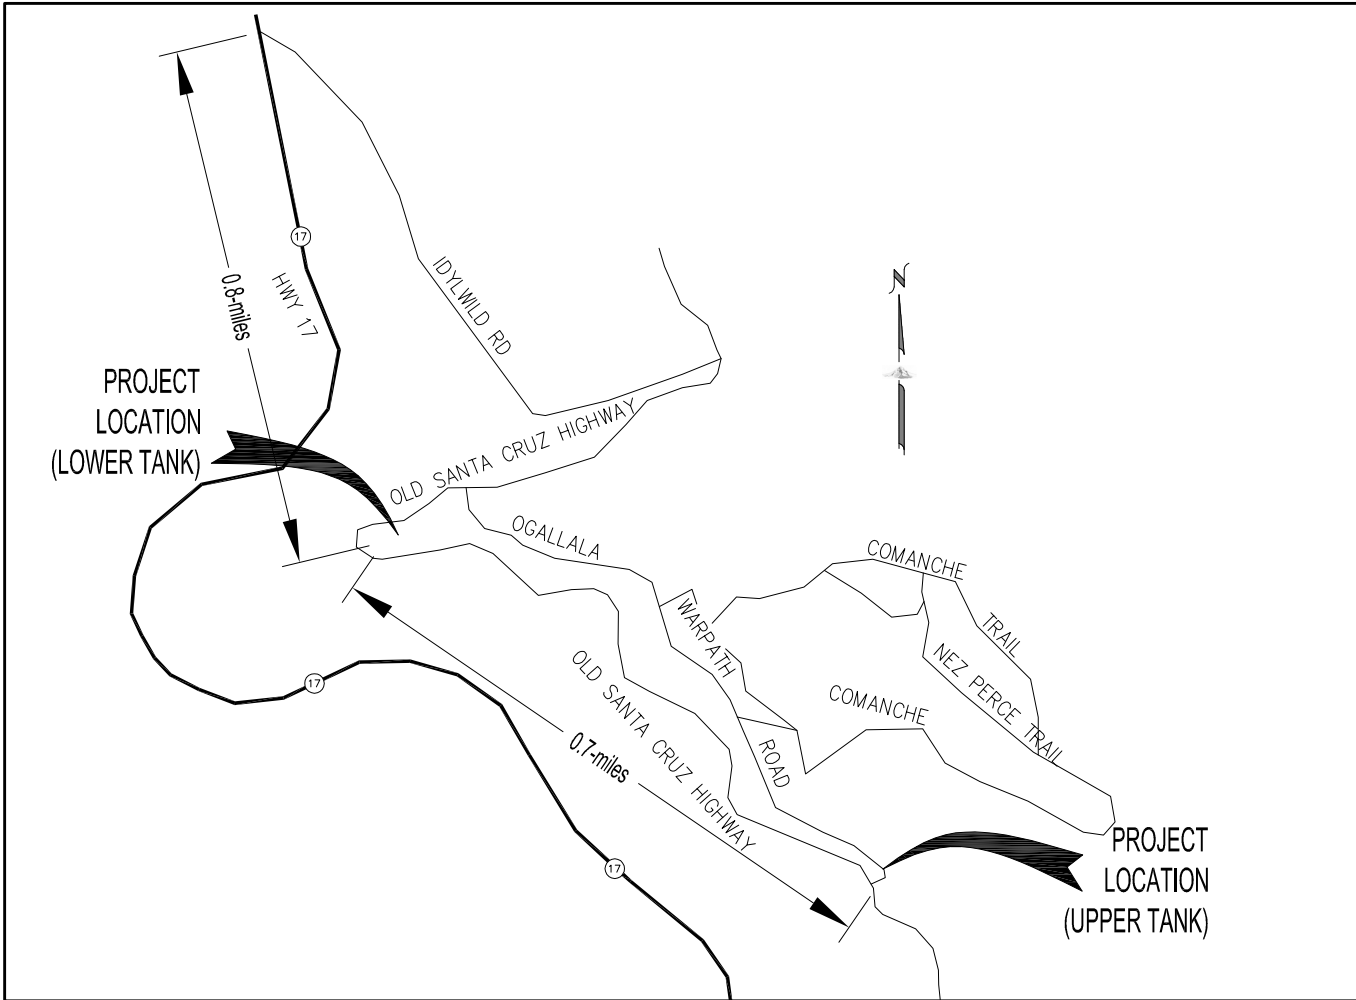 17
HWY 17
0.8-miles
IDYLWILD RD
N
PROJECT
LOCATION
(LOWER TANK)
OLD SANTA CRUZ HIGHWAY
OGALLALA
WARPATH
ROAD
COMANCHE
TRAIL
NEZ PERCE TRAIL
COMANCHE
OLD SANTA CRUZ HIGHWAY
17
0.7-miles
17
PROJECT
LOCATION
(UPPER TANK)